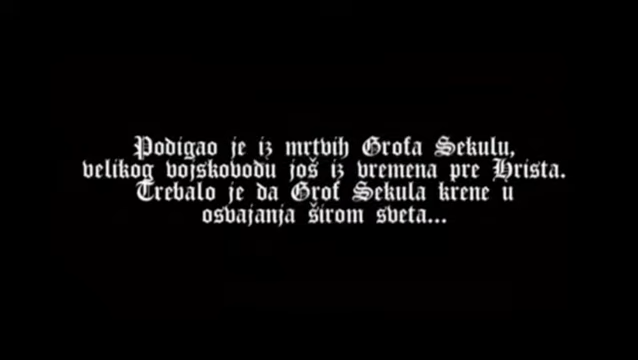 Podigao je iz mrtvih Grofa Sekulu,
velikog vojskovođu još iz vremena pre Hrista.
Trebalo je da Grof Sekula krene u
osvajanja širom sveta...